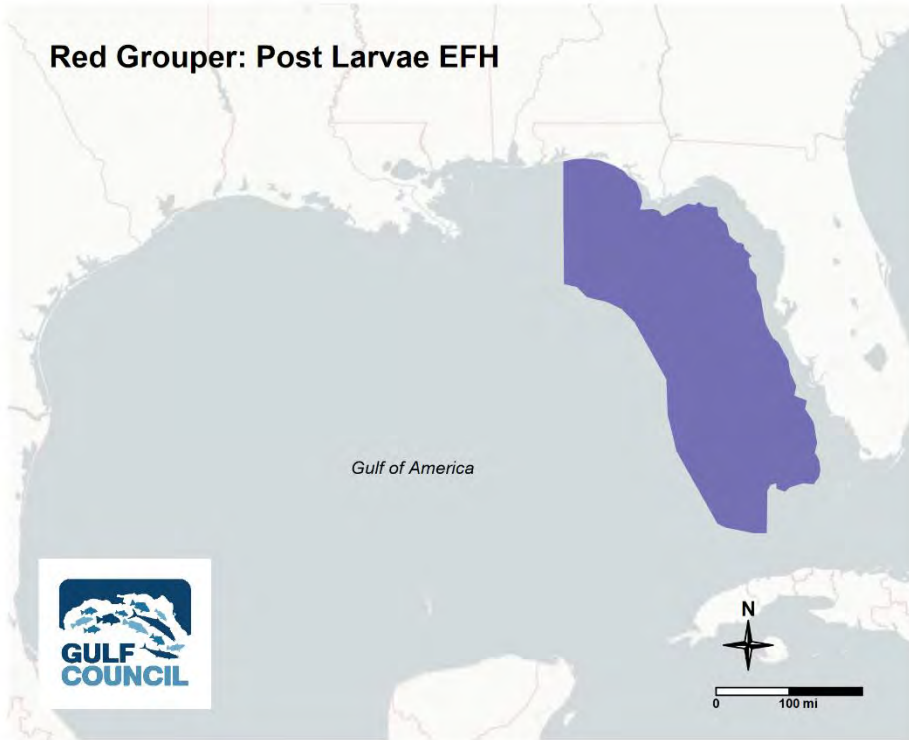 Red Grouper: Post Larvae EFH
Gulf of America
GULF
COUNCIL
N
0 100 mi